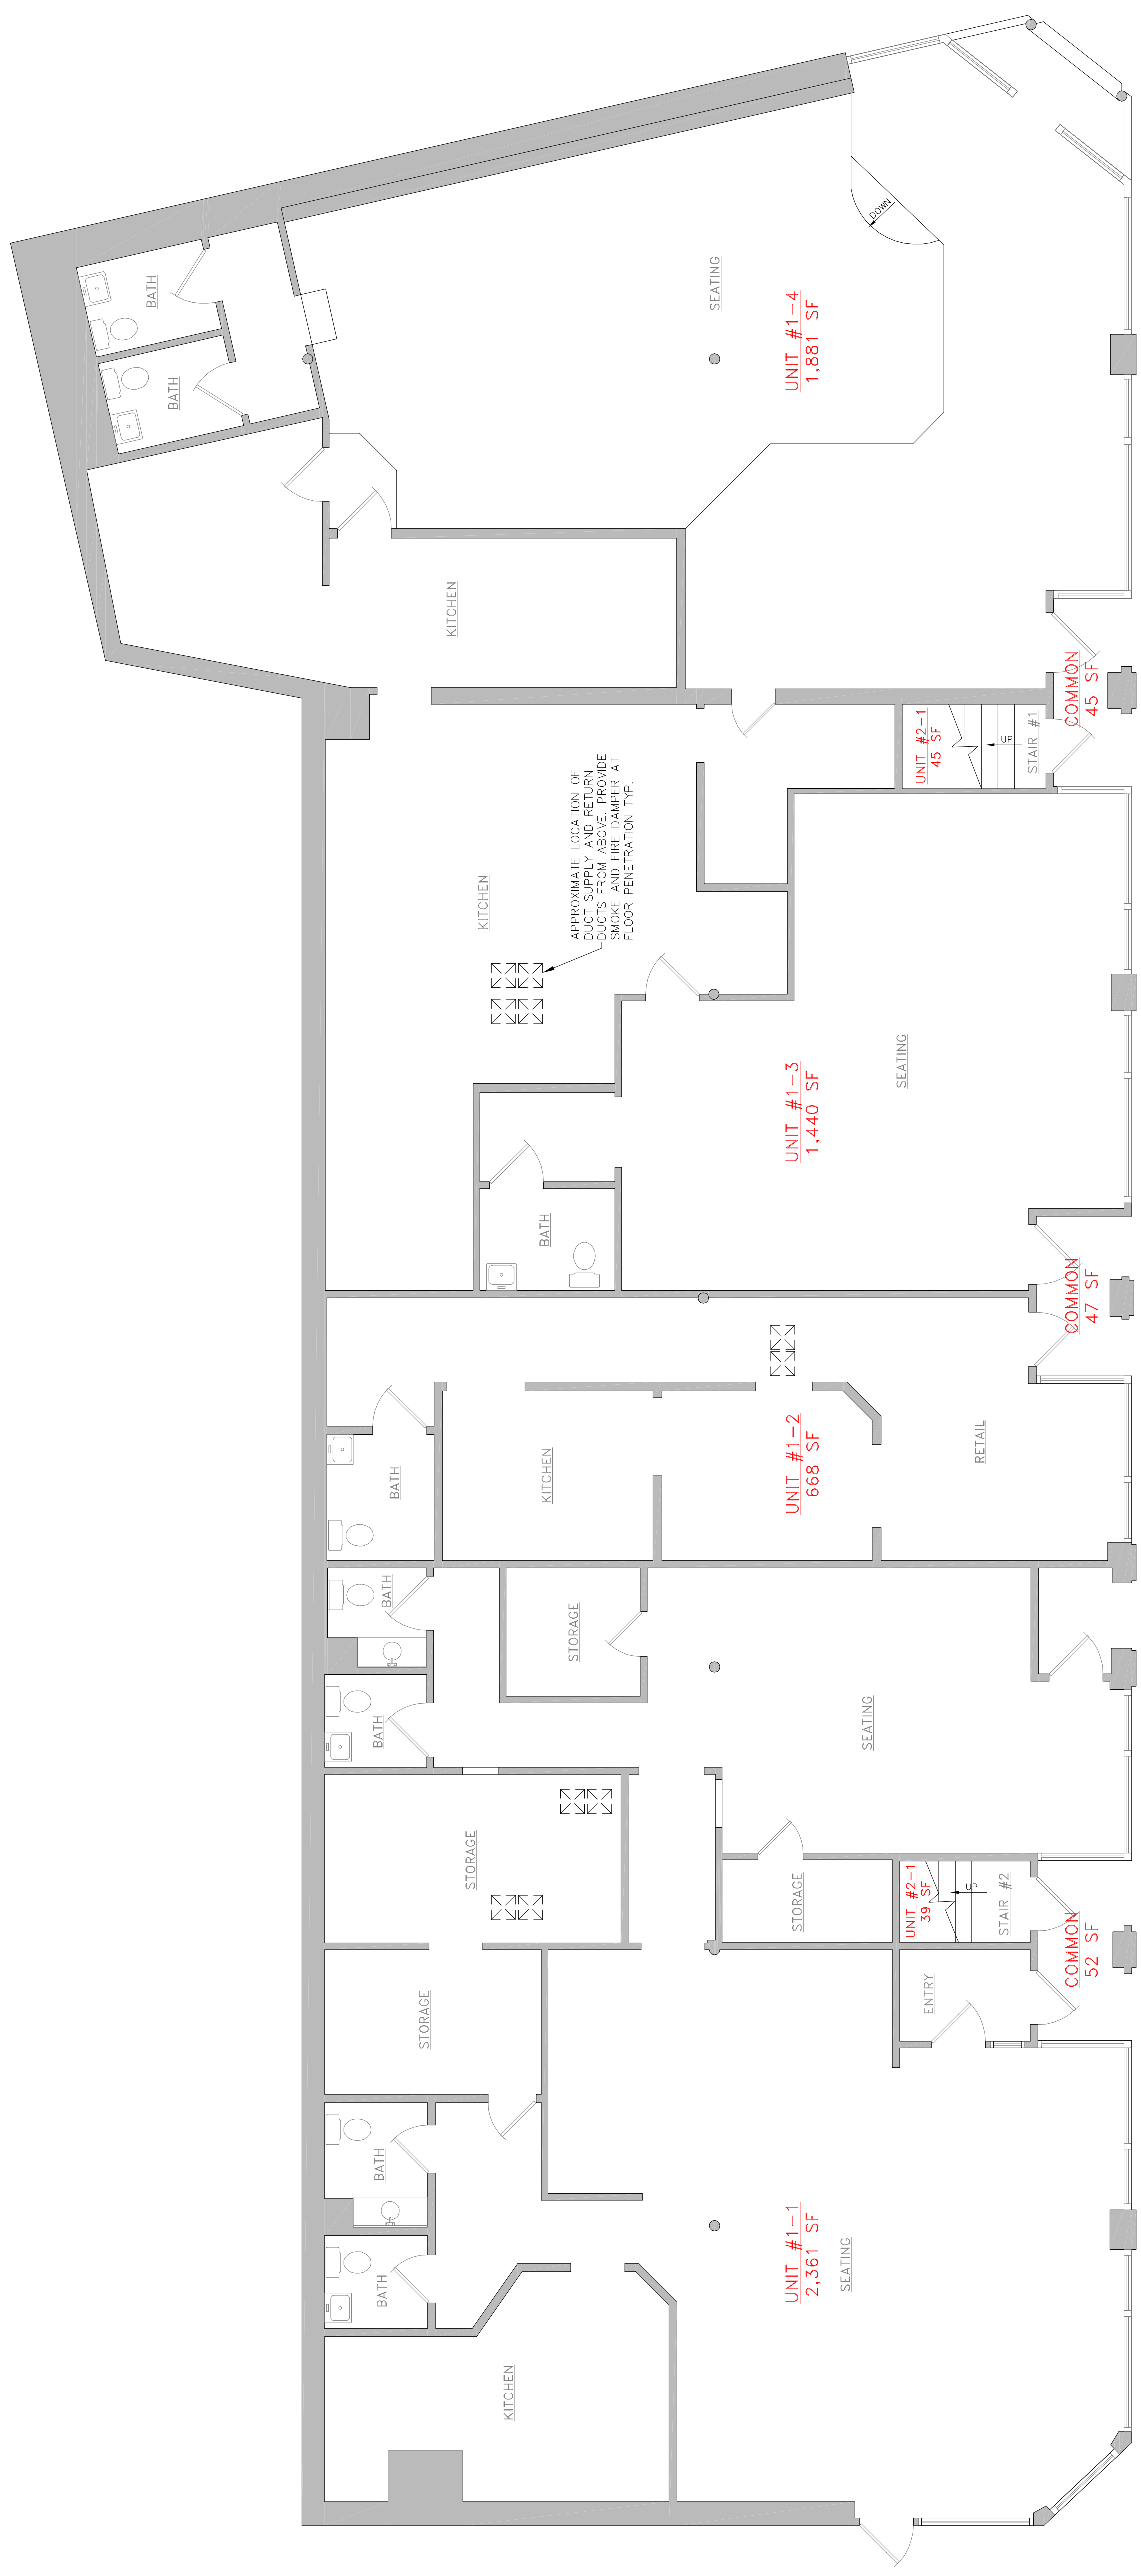 BATH
BATH
DOWN
SEATING
UNIT #1-4
1,881 SF
KITCHEN
COMMON
45 SF
UNIT #2-1
45 SF
UP
STAIR #1
APPROXIMATE LOCATION OF
DUCT SUPPLY AND RETURN
DUCTS FROM ABOVE. PROVIDE
SMOKE AND FIRE DAMPER AT
FLOOR PENETRATION TYP.
KITCHEN
SEATING
UNIT #1-3
1,440 SF
BATH
COMMON
47 SF
UNIT #1-2
668 SF
RETAIL
KITCHEN
BATH
BATH
STORAGE
BATH
SEATING
STORAGE
STORAGE
UNIT #2-1
39 SF
UP
STAIR #2
COMMON
52 SF
ENTRY
STORAGE
BATH
UNIT #1-1
2,361 SF
SEATING
BATH
KITCHEN